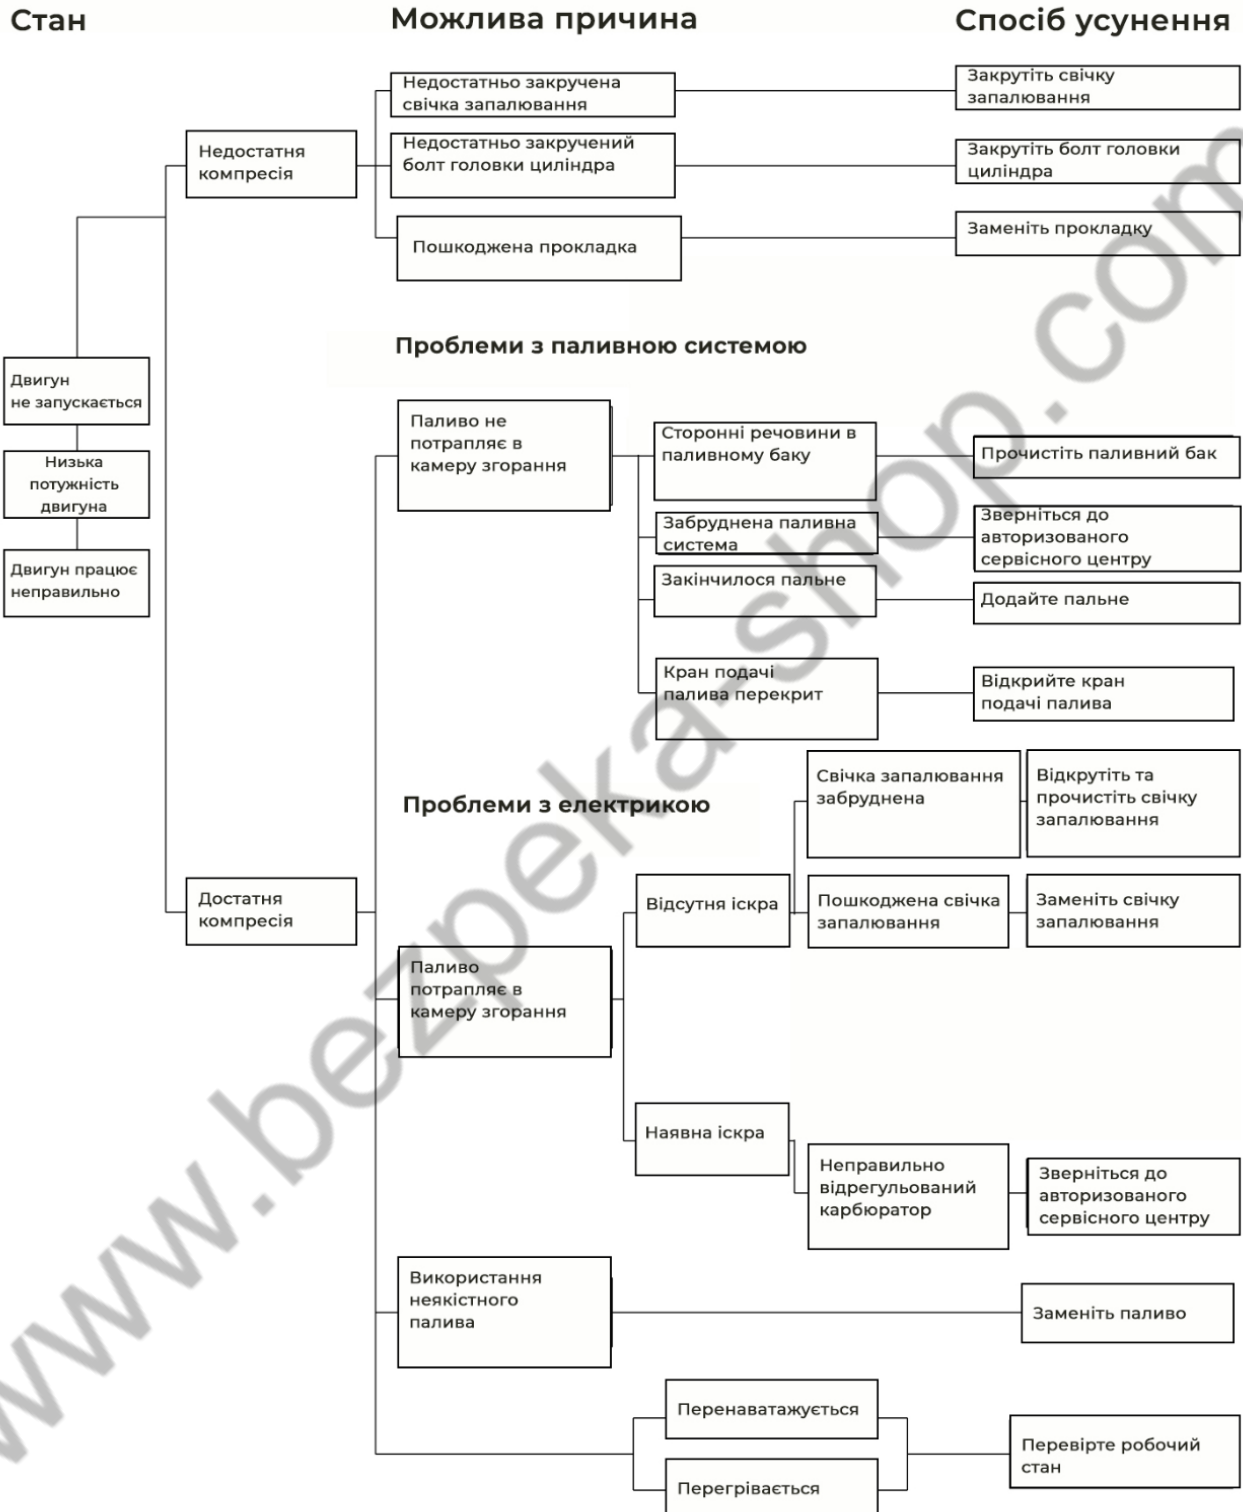 Стан
Можлива причина
Спосіб усунення
Недостатньо закручена
свічка запалювання
Закрутіть свічку
запалювання
Недостатня
компресія
Недостатньо закручений
болт головки циліндра
Закрутіть болт головки
циліндра
Пошкоджена прокладка
Заменіть прокладку
Проблеми з паливною системою
Двигун
не запускається
Низька
потужність
двигуна
Двигун працює
неправильно
Паливо не
потрапляє в
камеру згорання
Сторонні речовини в
паливному баку
Прочистіть паливний бак
Забруднена паливна
система
Зверніться до
авторизованого
сервісного центру
Закінчилося пальне
Додайте пальне
Кран подачі
палива перекрит
Відкрийте кран
подачі палива
Проблеми з електрикою
Свічка запалювання
забруднена
Відкрутіть та
прочистіть свічку
запалювання
Достатня
компресія
Відсутня іскра
Пошкоджена свічка
запалювання
Заменіть свічку
запалювання
Паливо
потрапляє в
камеру згорання
Наявна іскра
Неправильно
відрегульований
карбюратор
Зверніться до
авторизованого
сервісного центру
Використання
неякістного
палива
Заменіть паливо
Перенаватажується
Перегрівається
Перевірте робочий
стан
www.bezpeka-shop.com